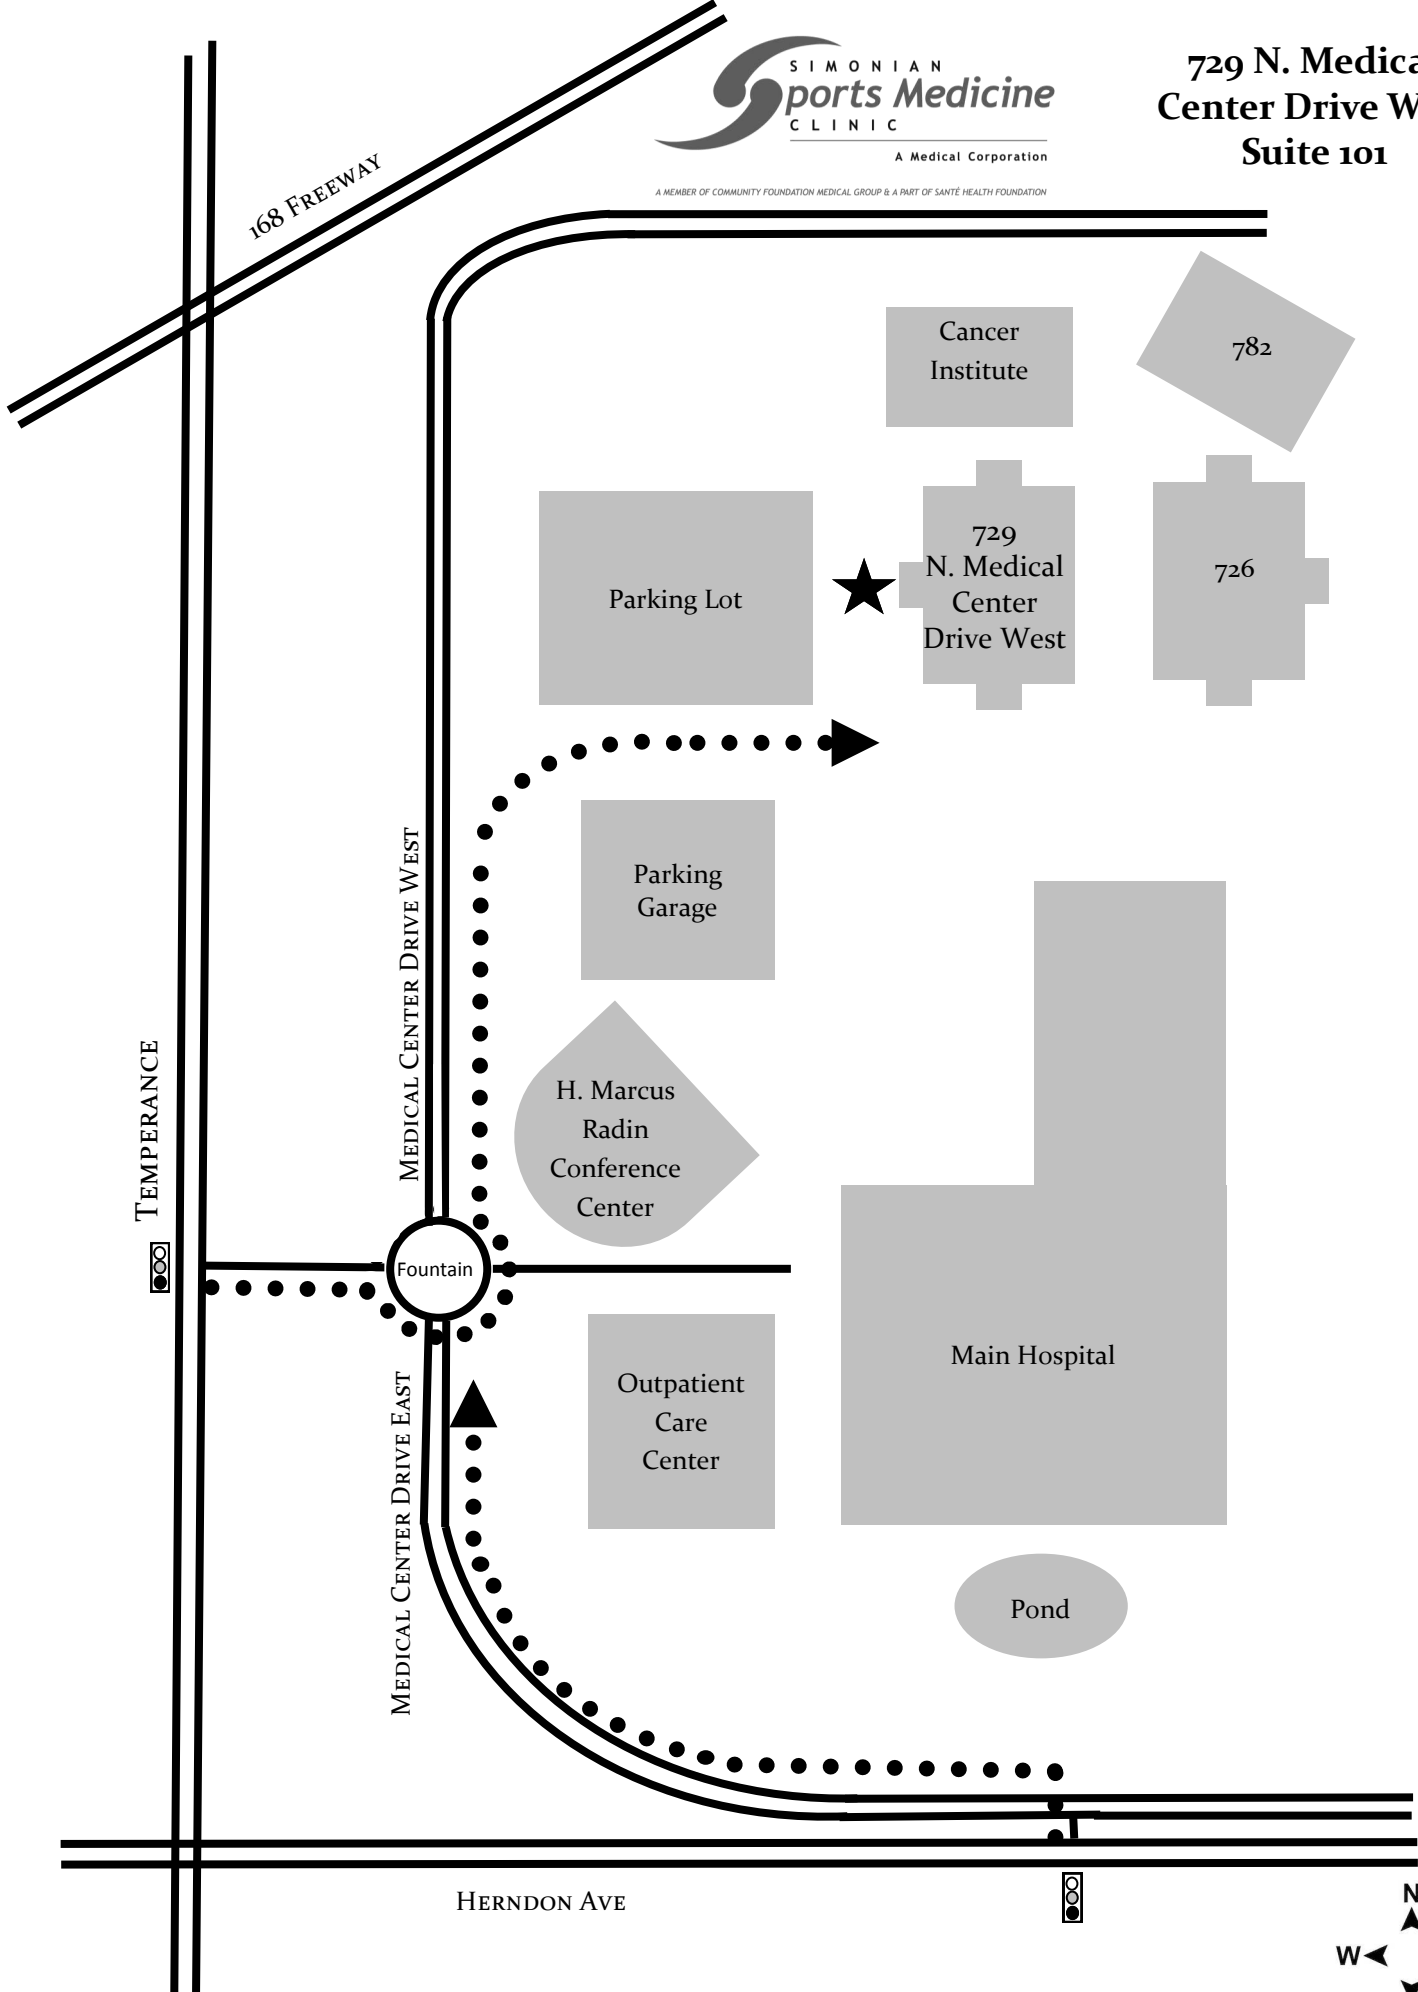 SIMONIAN
Sports Medicine
CLINIC
A Medical Corporation
A MEMBER OF COMMUNITY FOUNDATION MEDICAL GROUP & A PART OF SANTÉ HEALTH FOUNDATION
729 N. Medica
Center Drive W
Suite 101
168 FREEWAY
Cancer
Institute
782
729
N. Medical
Center
Drive West
726
Parking Lot
Parking
Garage
MEDICAL CENTER DRIVE WEST
TEMPERANCE
H. Marcus
Radin
Conference
Center
Fountain
Main Hospital
Outpatient
Care
Center
MEDICAL CENTER DRIVE EAST
Pond
HERNDON AVE
N
W